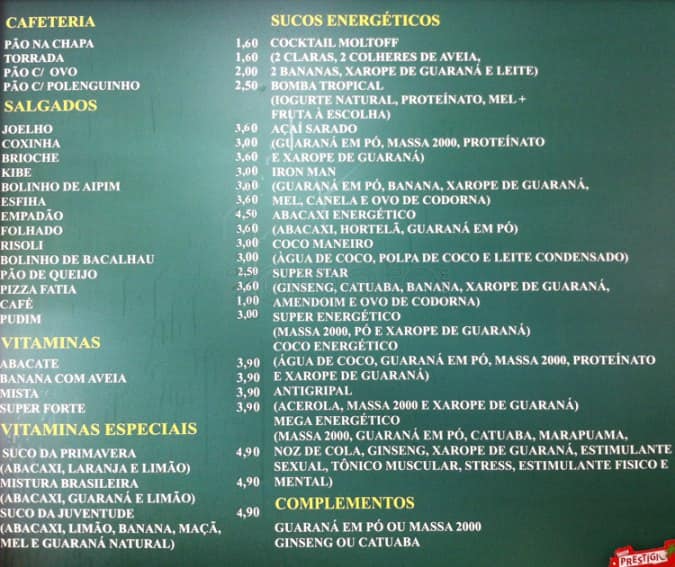 CAFETERIA
PÃO NA CHAPA 1,60
TORRADA 1,60
PÃO C/ OVO 2,00
PÃO C/ POLENGUINHO 2,50
SALGADOS
JOELHO 3,60
COXINHA 3,00
BRIOCHE 3,60
KIBE 3,00
BOLINHO DE AIPIM 3,00
ESFIHA 3,60
EMPADÃO 4,50
FOLHADO 3,60
RISOLI 3,00
BOLINHO DE BACALHAU 3,00
PÃO DE QUEIJO 2,50
PIZZA FATIA 3,60
CAFÉ 1,00
PUDIM 3,00
VITAMINAS
ABACATE 3,90
BANANA COM AVEIA 3,90
MISTA 3,90
SUPER FORTE 3,90
VITAMINAS ESPECIAIS
SUCO DA PRIMAVERA 4,90
(ABACAXI, LARANJA E LIMÃO)
MISTURA BRASILEIRA 4,90
(ABACAXI, GUARANÁ E LIMÃO)
SUCO DA JUVENTUDE 4,90
(ABACAXI, LIMÃO, BANANA, MAÇÃ,
MEL E GUARANÁ NATURAL)
SUCOS ENERGÉTICOS
COCKTAIL MOLTOFF
(2 CLARAS, 2 COLHERES DE AVEIA,
2 BANANAS, XAROPE DE GUARANÁ E LEITE)
BOMBA TROPICAL
(IOGURTE NATURAL, PROTEÍNATO, MEL +
FRUTA À ESCOLHA)
AÇAÍ SARADO
(GUARANÁ EM PÓ, MASSA 2000, PROTEÍNATO
E XAROPE DE GUARANÁ)
IRON MAN
(GUARANÁ EM PÓ, BANANA, XAROPE DE GUARANÁ,
MEL, CANELA E OVO DE CODORNA)
ABACAXI ENERGÉTICO
(ABACAXI, HORTELÃ, GUARANÁ EM PÓ)
COCO MANEIRO
(ÀGUA DE COCO, POLPA DE COCO E LEITE CONDENSADO)
SUPER STAR
(GINSENG, CATUABA, BANANA, XAROPE DE GUARANÁ,
AMENDOIM E OVO DE CODORNA)
SUPER ENERGÉTICO
(MASSA 2000, PÓ E XAROPE DE GUARANÁ)
COCO ENERGÉTICO
(ÁGUA DE COCO, GUARANÁ EM PÓ, MASSA 2000, PROTEÍNATO
E XAROPE DE GUARANÁ)
ANTIGRIPAL
(ACEROLA, MASSA 2000 E XAROPE DE GUARANÁ)
MEGA ENERGÉTICO
(MASSA 2000, GUARANÁ EM PÓ, CATUABA, MARAPUAMA,
NOZ DE COLA, GINSENG, XAROPE DE GUARANÁ, ESTIMULANTE
SEXUAL, TÔNICO MUSCULAR, STRESS, ESTIMULANTE FISICO E
MENTAL)
COMPLEMENTOS
GUARANÁ EM PÓ OU MASSA 2000
GINSENG OU CATUABA
PRESTIGI